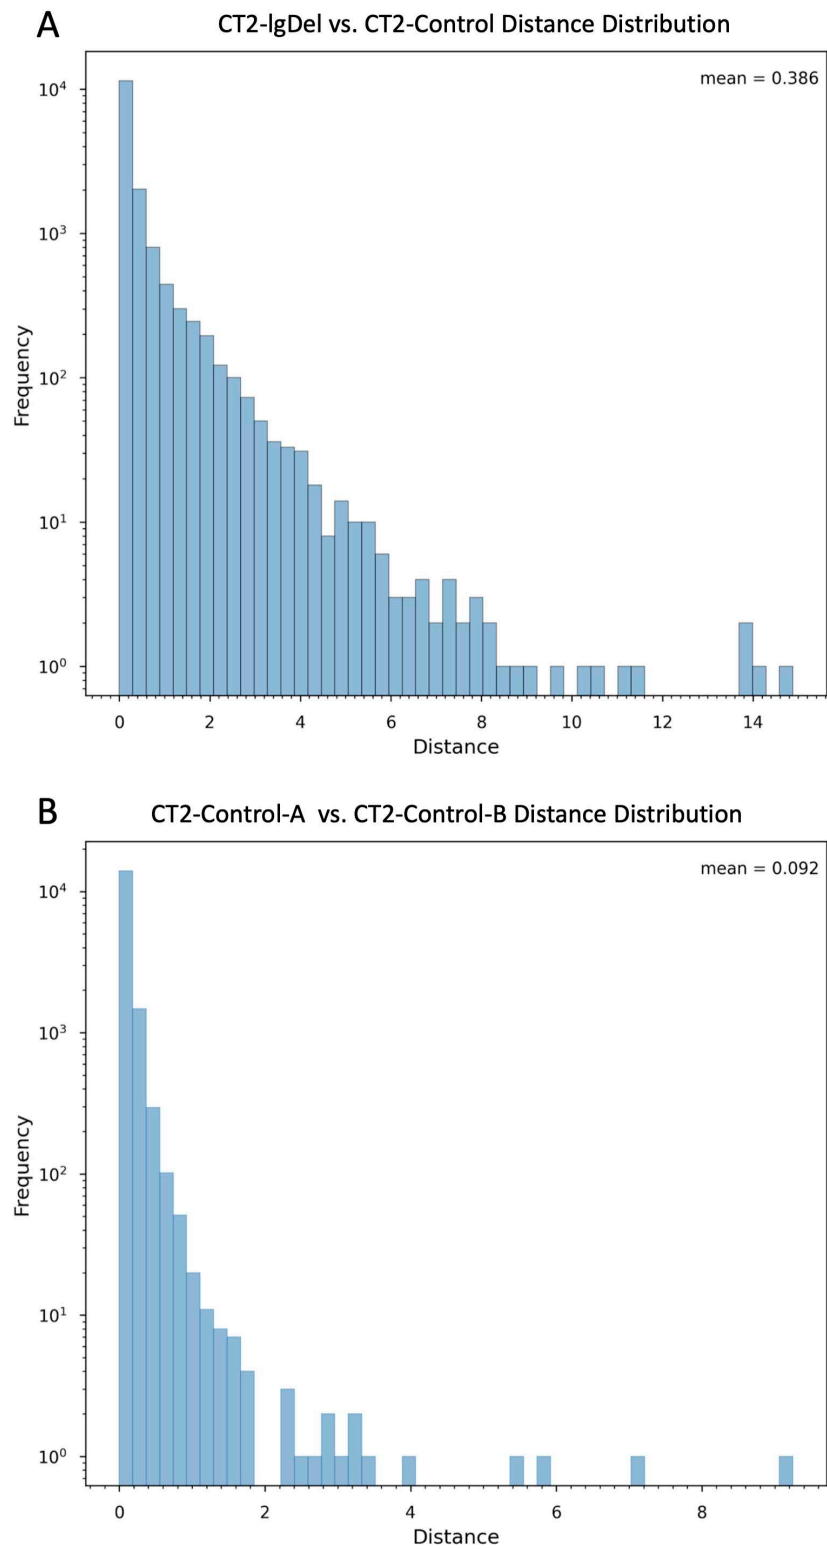 A
CT2-lgDel vs. CT2-Control Distance Distribution
mean = 0.386
10⁴
10³
10²
10¹
10⁰
Frequency
0 2 4 6 8 10 12 14
Distance
B
CT2-Control-A vs. CT2-Control-B Distance Distribution
mean = 0.092
10⁴
10³
10²
10¹
10⁰
Frequency
0 2 4 6 8
Distance